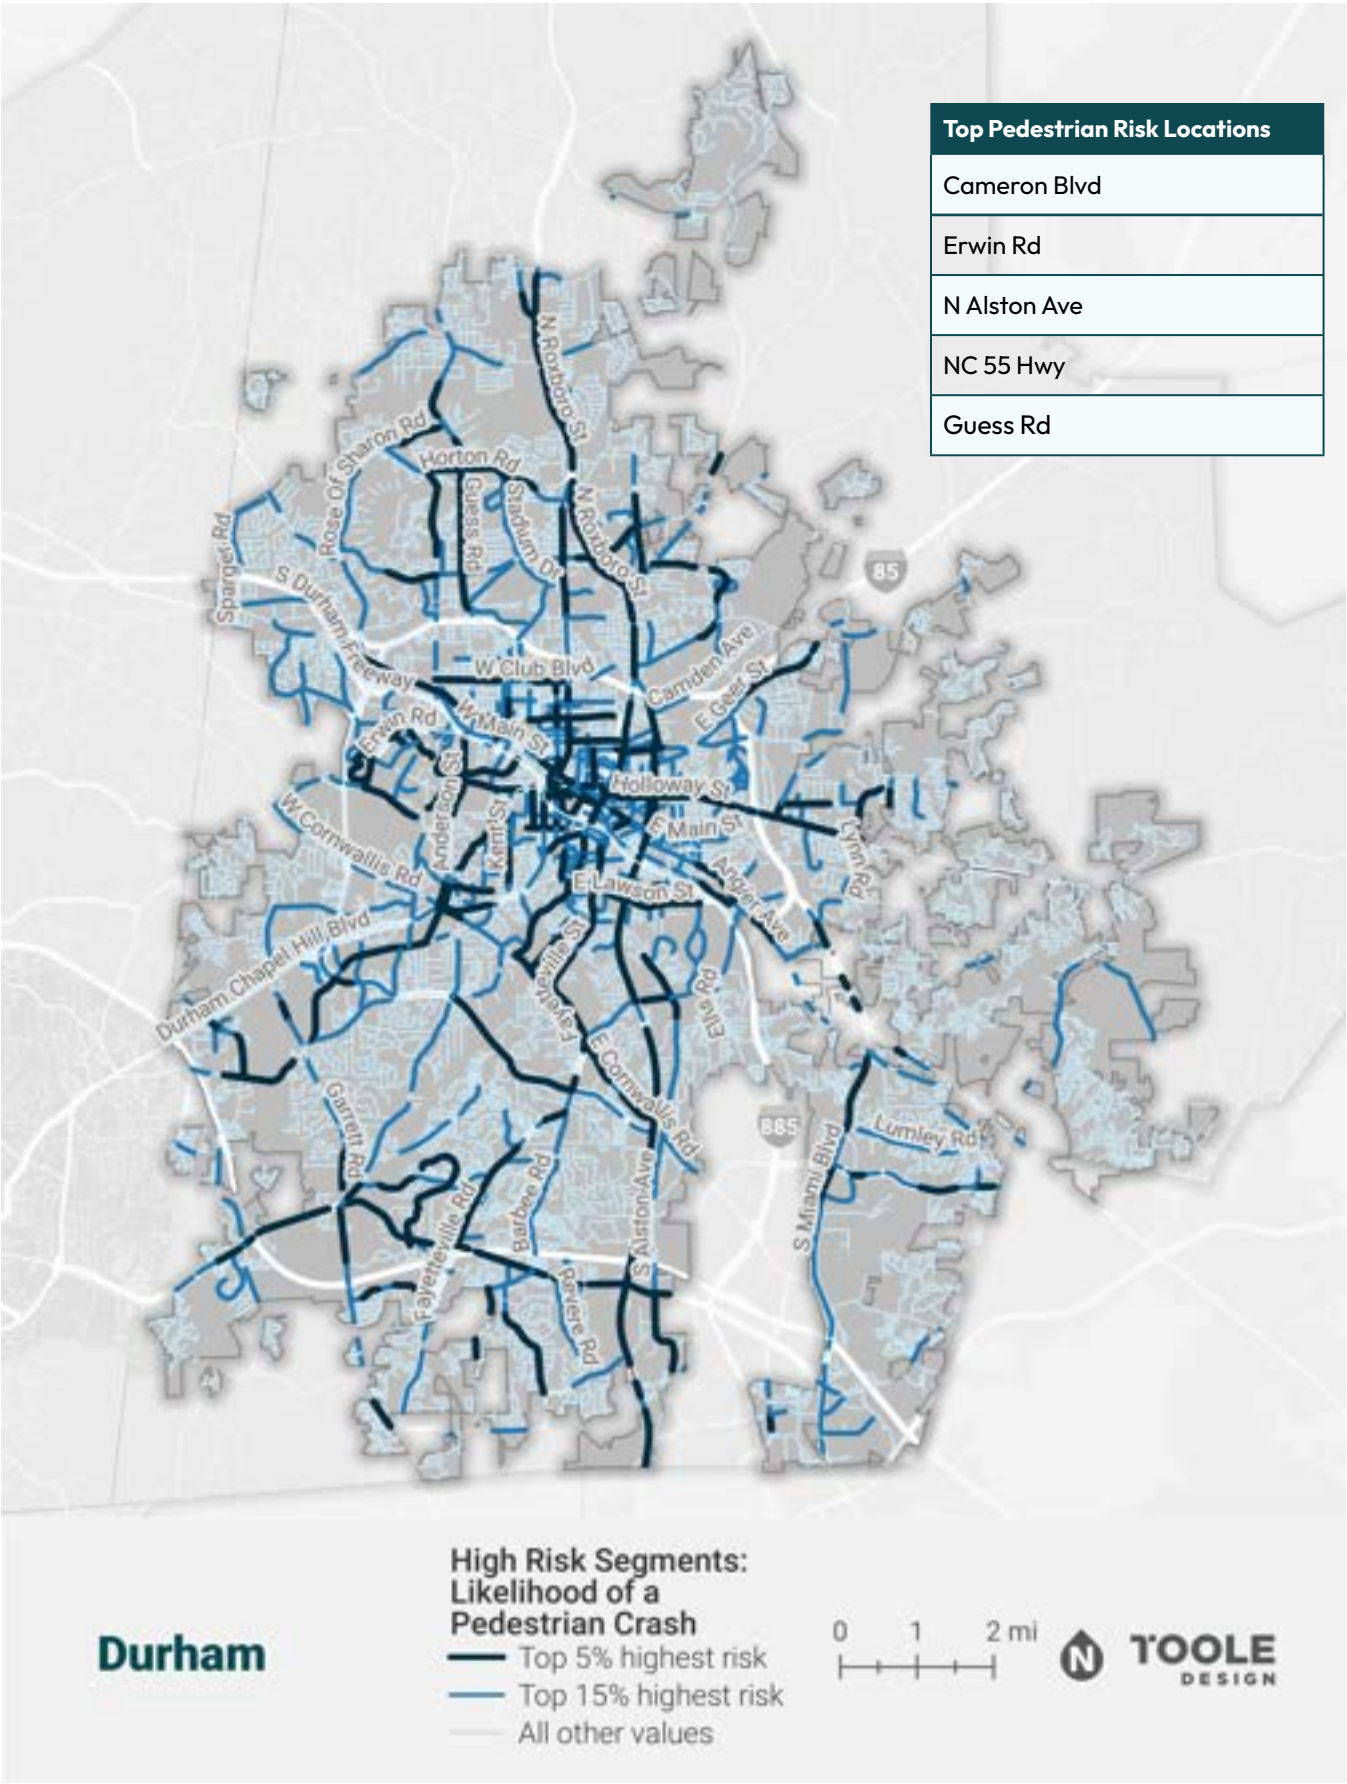 Top Pedestrian Risk Locations
Cameron Blvd
Erwin Rd
N Alston Ave
NC 55 Hwy
Guess Rd
N Roxboro St
Rose Of Sharon Rd
Horton Rd
Guess Rd
Stadium Dr
N Roxboro St
Sparger Rd
S Durham Freeway
85
W Club Blvd
Camden Ave
E Geer St
Erwin Rd
W Main St
Anderson St
Kent St
Holloway St
E Main St
Lynn Rd
W Cornwallis Rd
E Lawson St
Angier Ave
Durham Chapel Hill Blvd
Fayetteville St
Ellis Rd
E Cornwallis Rd
Garrett Rd
885
Lumley Rd
S Miami Blvd
Barbee Rd
S Alston Ave
Fayetteville Rd
Revere Rd
High Risk Segments:
Likelihood of a
Pedestrian Crash
Top 5% highest risk
Top 15% highest risk
All other values
Durham
0 1 2 mi
N
TOOLE
DESIGN